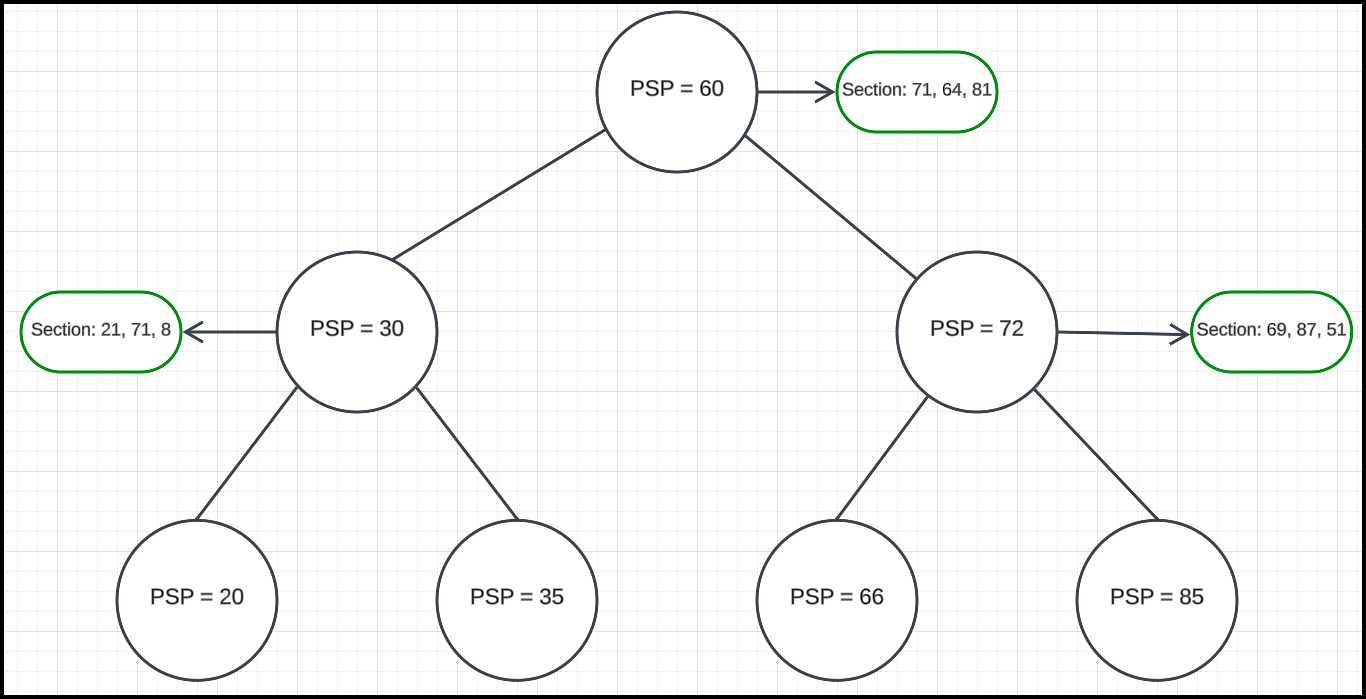 PSP = 60
Section: 71, 64, 81
Section: 21, 71, 8
PSP = 30
PSP = 72
Section: 69, 87, 51
PSP = 20
PSP = 35
PSP = 66
PSP = 85